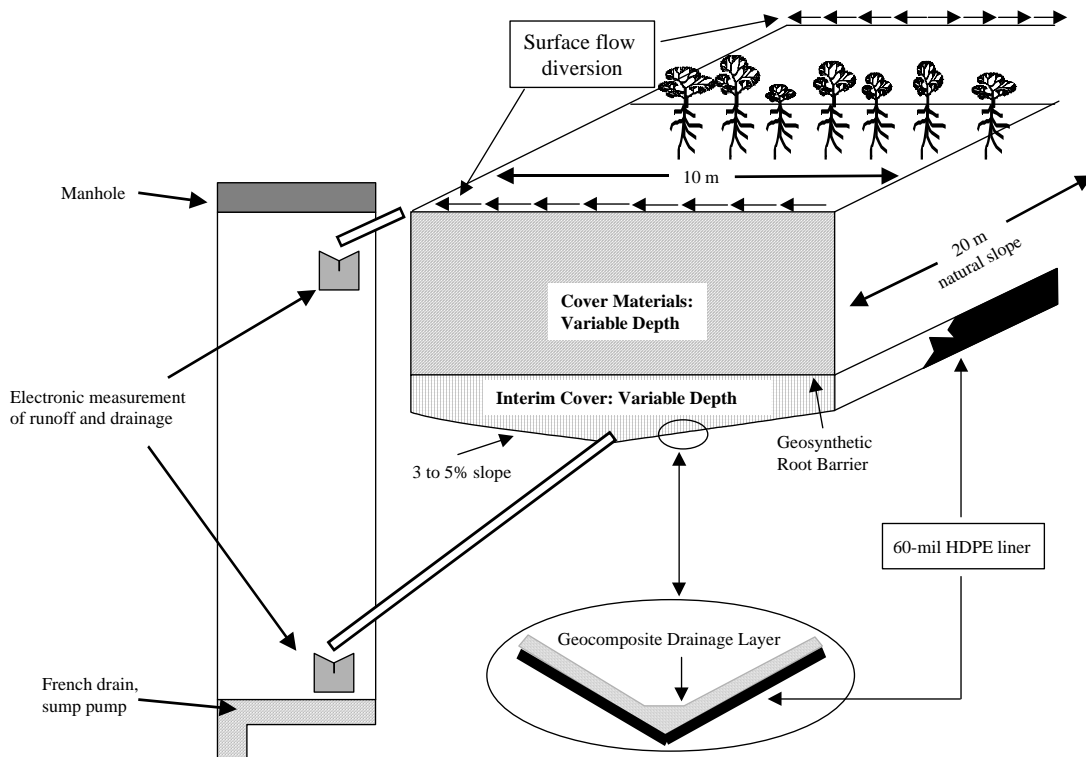 Surface flow
diversion
Manhole
10 m
20 m
natural slope
Cover Materials:
Variable Depth
Electronic measurement
of runoff and drainage
Interim Cover: Variable Depth
3 to 5% slope
Geosynthetic
Root Barrier
60-mil HDPE liner
Geocomposite Drainage Layer
French drain,
sump pump